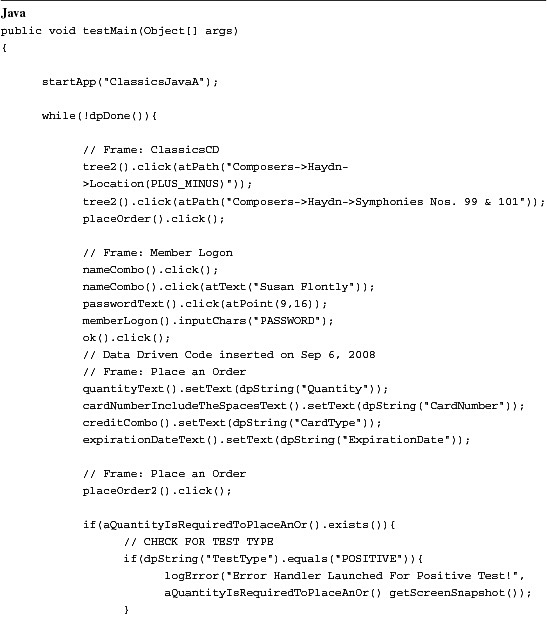 Java
public void testMain(Object[] args)
{
startApp("ClassicsJavaA");
while(!dpDone()){
// Frame: ClassicsCD
tree2().click(atPath("Composers->Haydn-
>Location(PLUS_MINUS)"));
tree2().click(atPath("Composers->Haydn->Symphonies Nos. 99 & 101"));
placeOrder().click();
// Frame: Member Logon
nameCombo().click();
nameCombo().click(atText("Susan Flontly"));
passwordText().click(atPoint(9,16));
memberLogon().inputChars("PASSWORD");
ok().click();
// Data Driven Code inserted on Sep 6, 2008
// Frame: Place an Order
quantityText().setText(dpString("Quantity"));
cardNumberIncludeTheSpacesText().setText(dpString("CardNumber"));
creditCombo().setText(dpString("CardType"));
expirationDateText().setText(dpString("ExpirationDate"));
// Frame: Place an Order
placeOrder2().click();
if(aQuantityIsRequiredToPlaceAnOr().exists()){
// CHECK FOR TEST TYPE
if(dpString("TestType").equals("POSITIVE")){
logError("Error Handler Launched For Positive Test!",
aQuantityIsRequiredToPlaceAnOr() getScreenSnapshot());
}